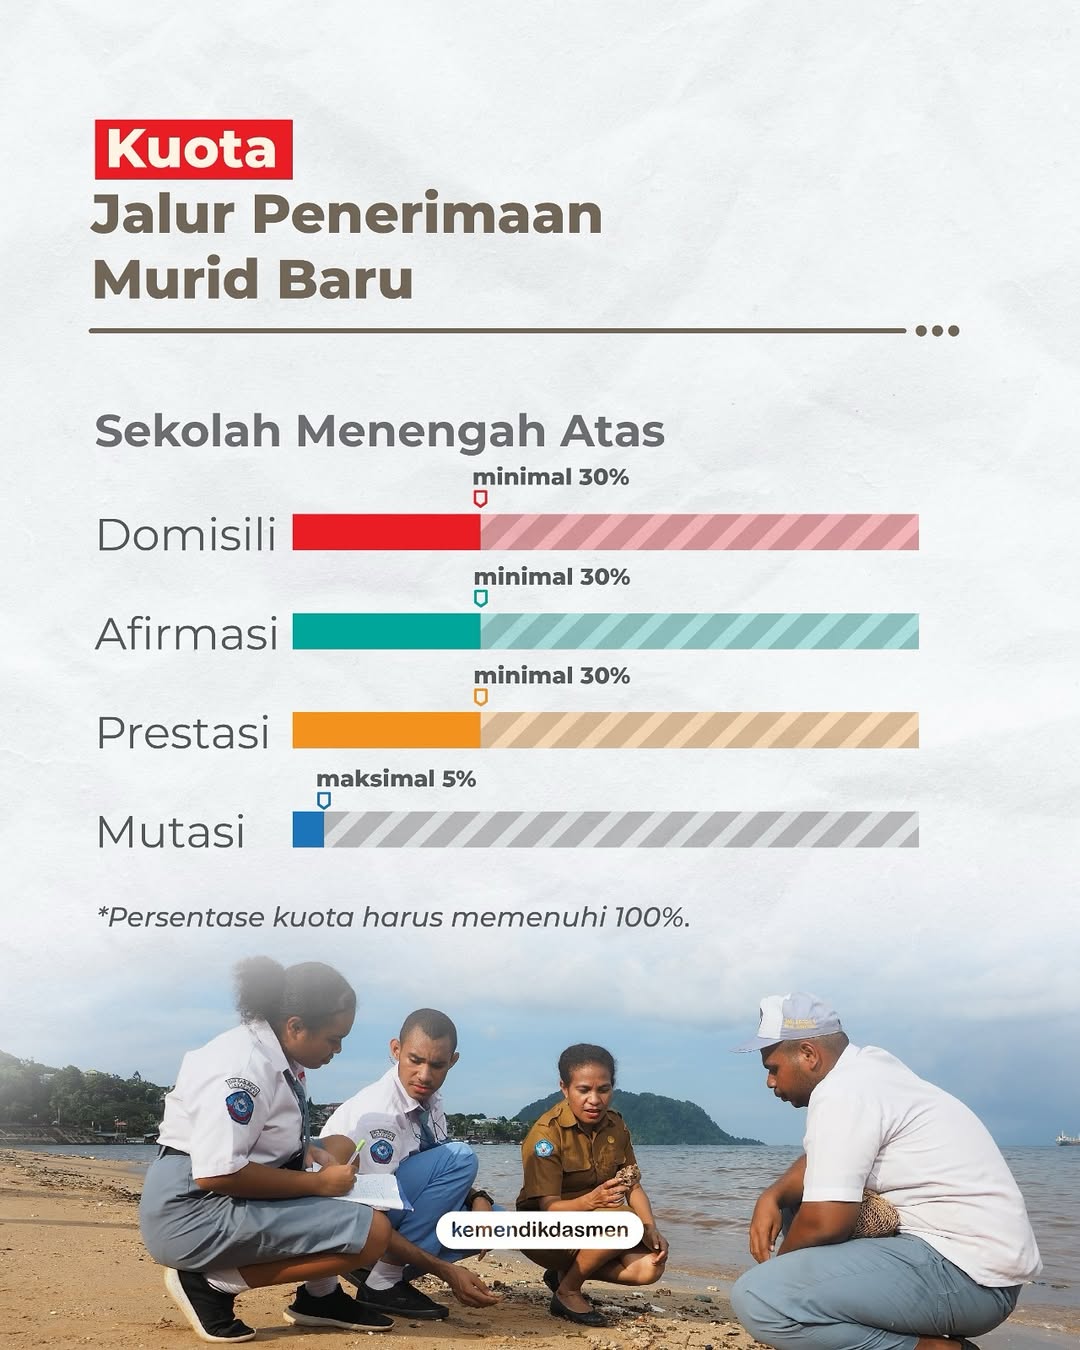 Kuota
Jalur Penerimaan
Murid Baru
Sekolah Menengah Atas
minimal 30%
Domisili
minimal 30%
Afirmasi
minimal 30%
Prestasi
maksimal 5%
Mutasi
*Persentase kuota harus memenuhi 100%.
kemendikdasmen